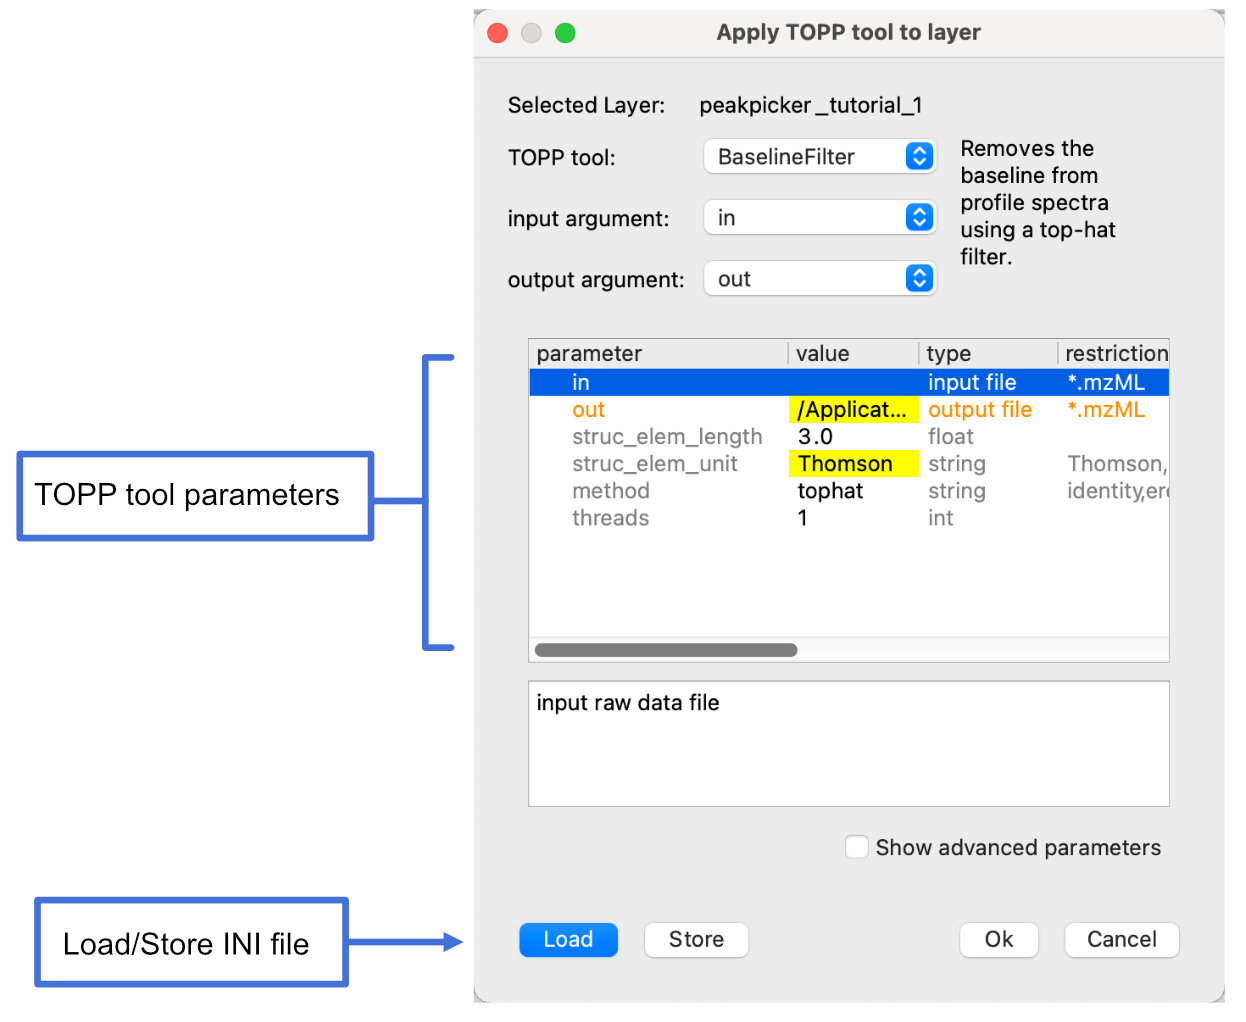 Apply TOPP tool to layer
Selected Layer: peakpicker_tutorial_1
TOPP tool: BaselineFilter
Removes the
baseline from
profile spectra
using a top-hat
filter.
input argument: in
output argument: out
parameter value type restriction
in input file *.mzML
out /Applicat... output file *.mzML
struc_elem_length 3.0 float
struc_elem_unit Thomson string Thomson,
method tophat string identity,ere
threads 1 int
TOPP tool parameters
input raw data file
Show advanced parameters
Load/Store INI file
Load Store Ok Cancel